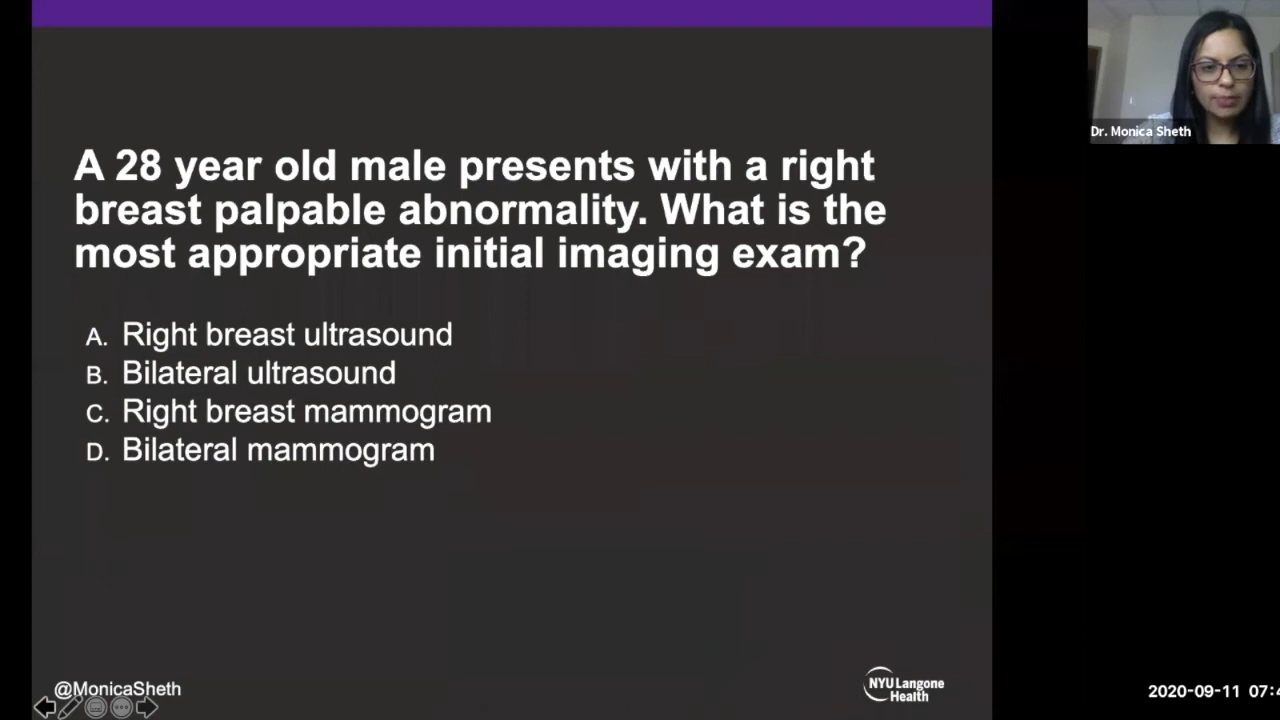 Dr. Monica Sheth
A 28 year old male presents with a right
breast palpable abnormality. What is the
most appropriate initial imaging exam?
A. Right breast ultrasound
B. Bilateral ultrasound
C. Right breast mammogram
D. Bilateral mammogram
@MonicaSheth
NYU Langone
Health
2020-09-11 07:4